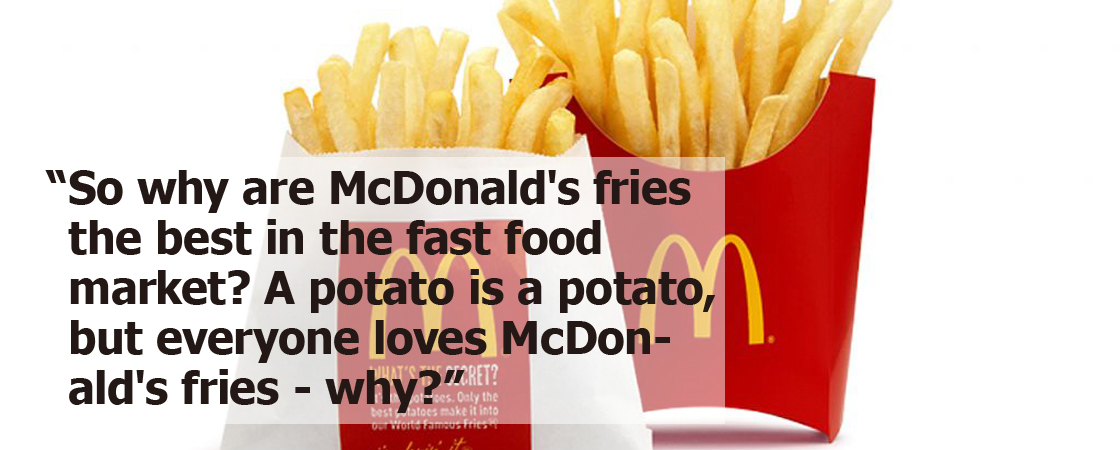 “So why are McDonald's fries
the best in the fast food
market? A potato is a potato,
but everyone loves McDon-
ald's fries - why?”
WHAT'S THE SECRET?
Only the
best potatoes make it into
our World Famous Fries